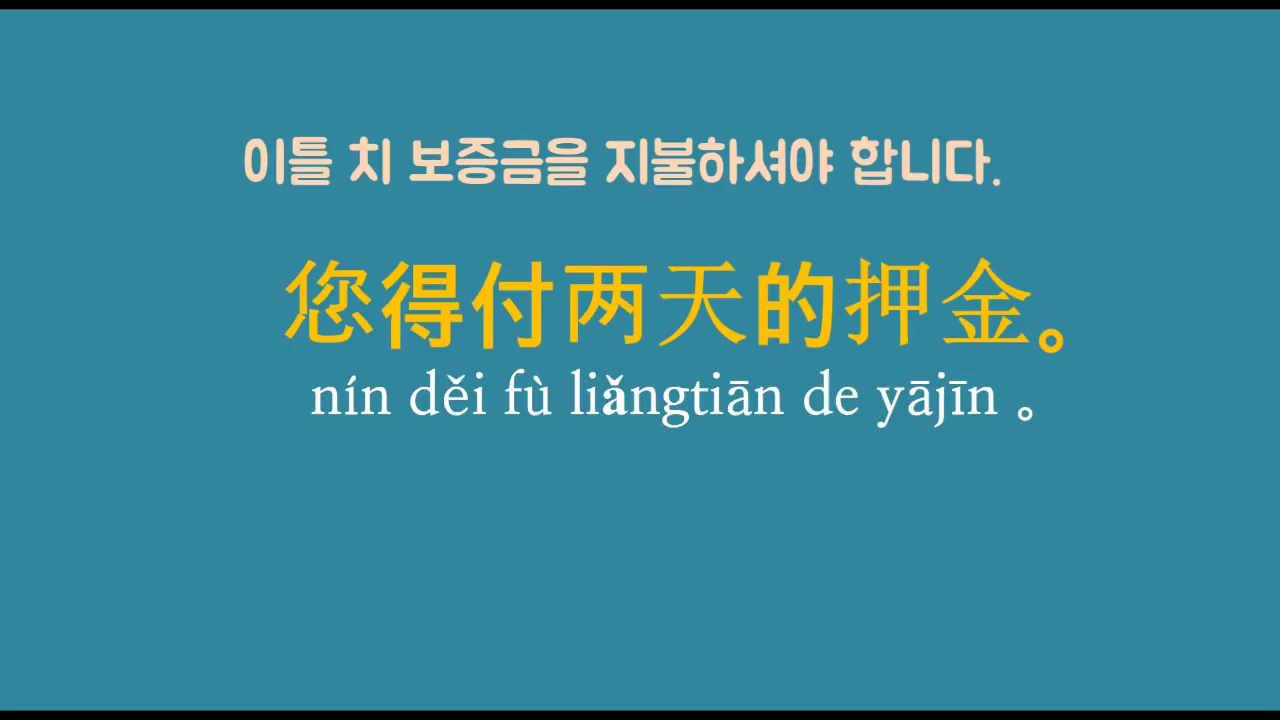 이틀 치 보증금을 지불하셔야 합니다.
您得付两天的押金。
nín děi fù liǎngtiān de yājīn 。